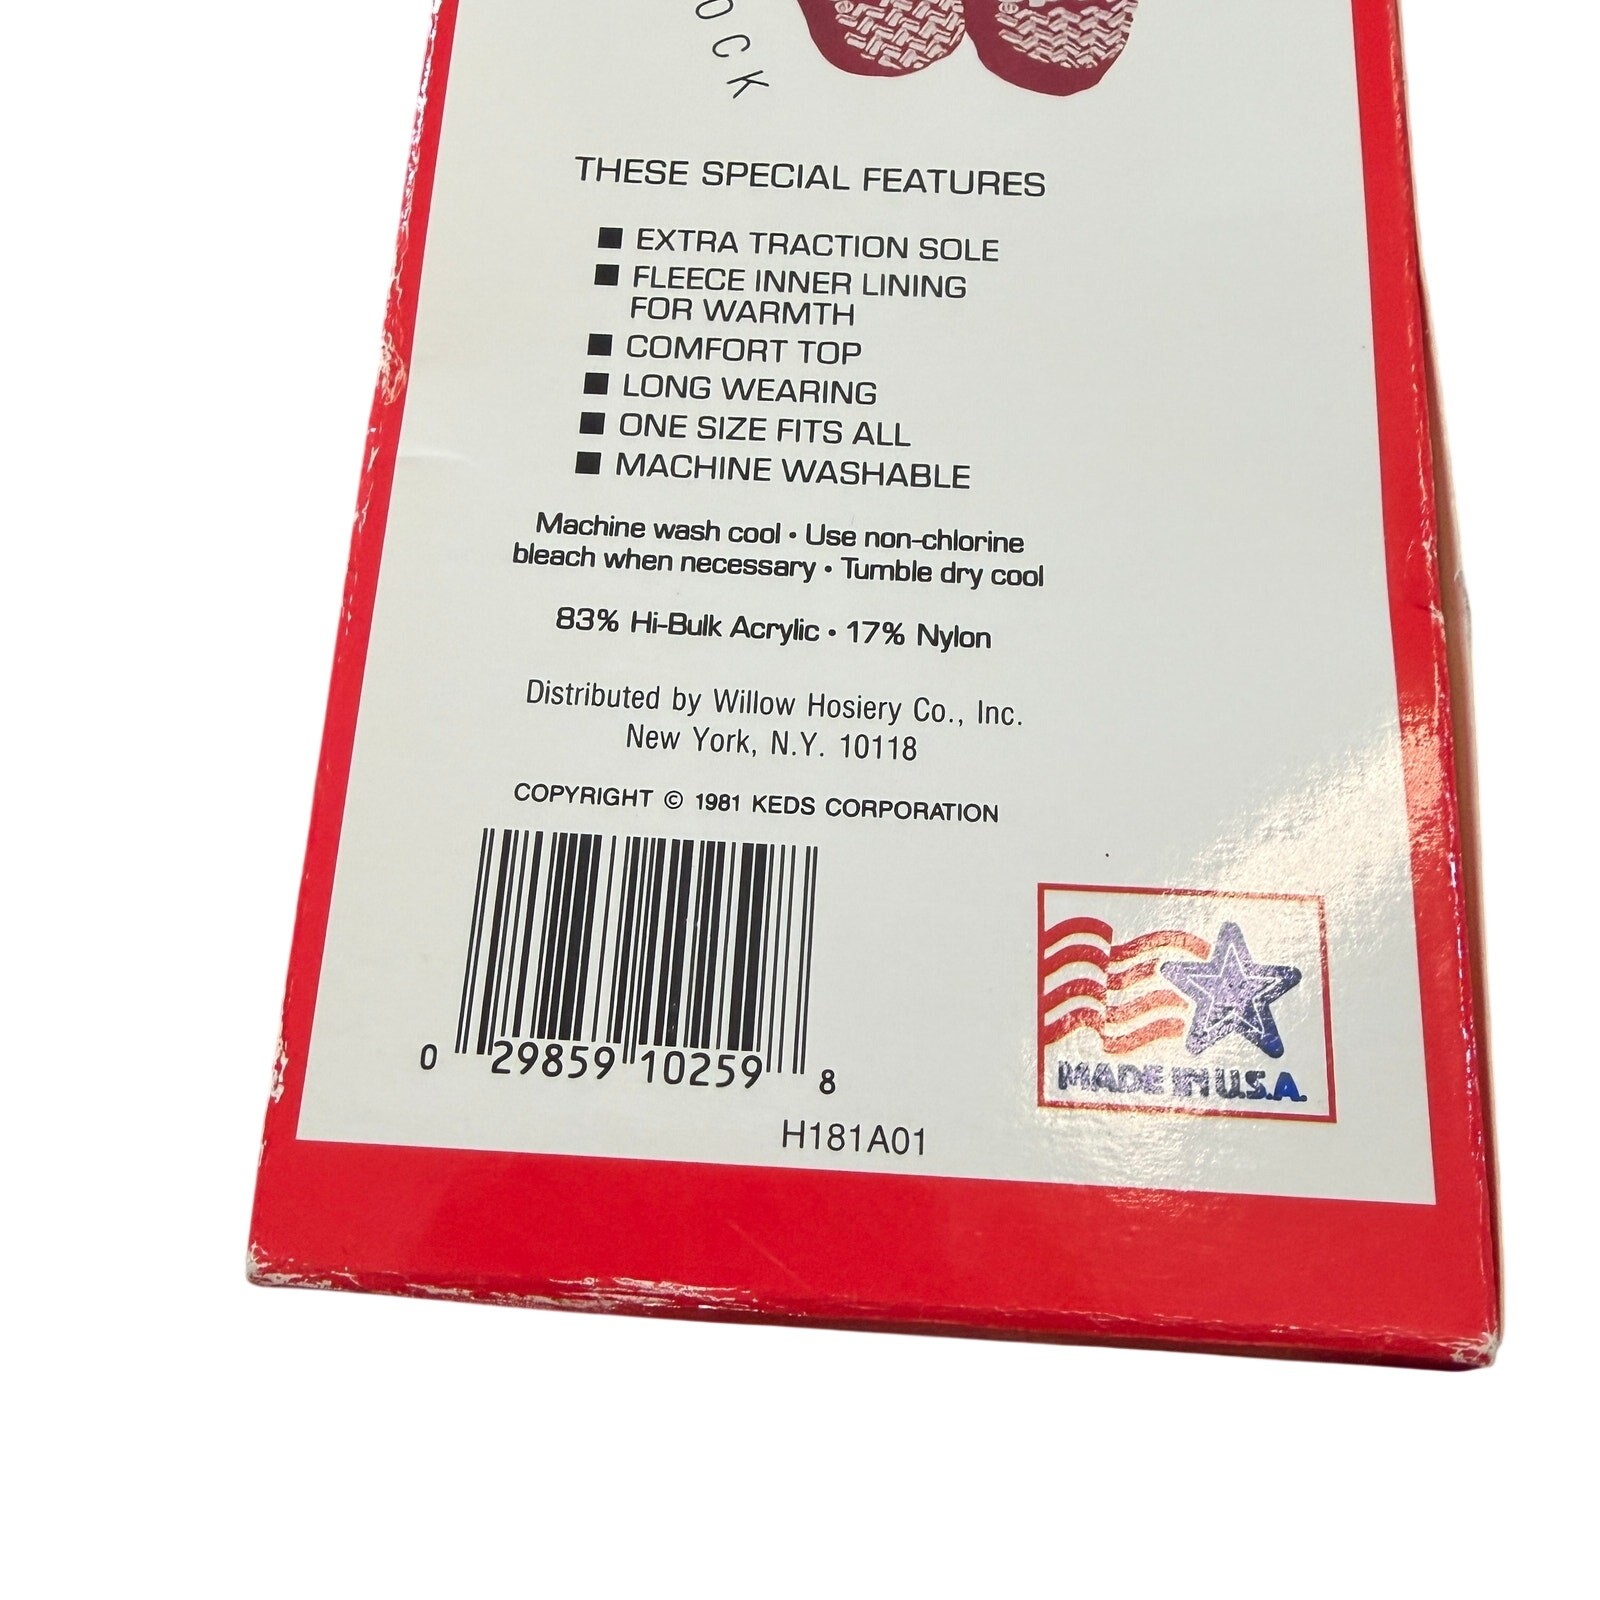 OCK
THESE SPECIAL FEATURES
■ EXTRA TRACTION SOLE
■ FLEECE INNER LINING
FOR WARMTH
■ COMFORT TOP
■ LONG WEARING
■ ONE SIZE FITS ALL
■ MACHINE WASHABLE
Machine wash cool • Use non-chlorine
bleach when necessary • Tumble dry cool
83% Hi-Bulk Acrylic • 17% Nylon
Distributed by Willow Hosiery Co., Inc.
New York, N.Y. 10118
COPYRIGHT © 1981 KEDS CORPORATION
0 29859 10259 8
H181A01
MADE IN U.S.A.